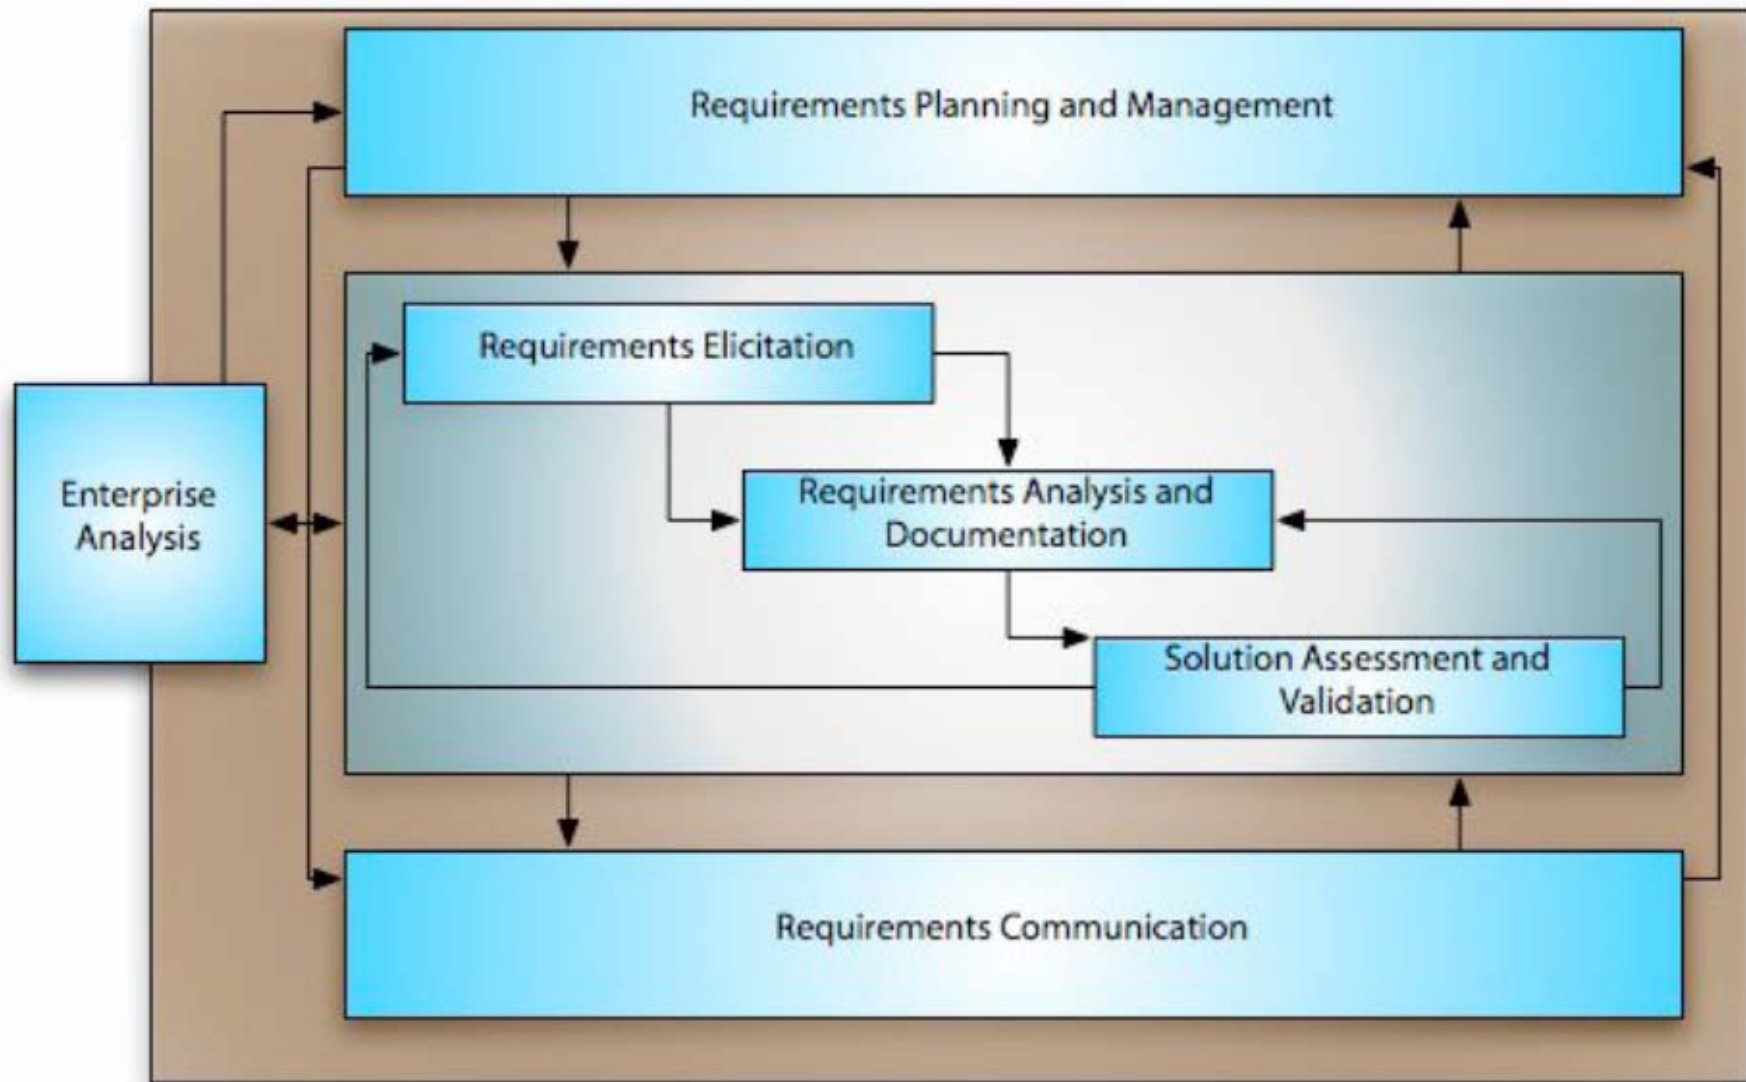 Requirements Planning and Management
Requirements Elicitation
Enterprise
Analysis
Requirements Analysis and
Documentation
Solution Assessment and
Validation
Requirements Communication